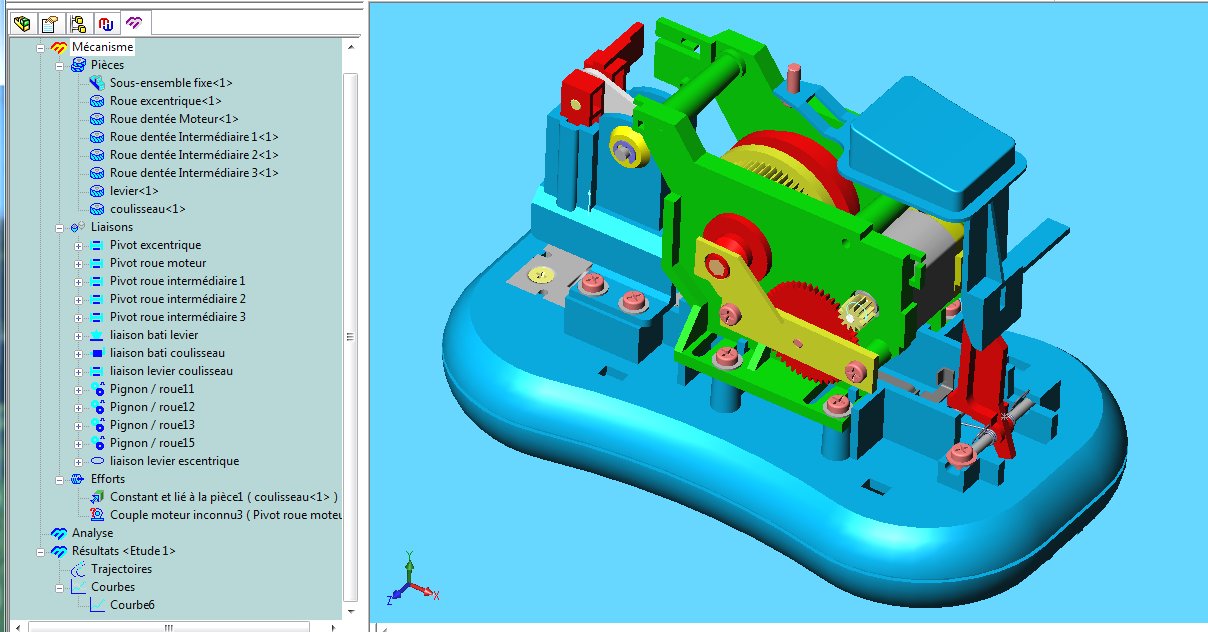 Mécanisme
Pièces
Sous-ensemble fixe<1>
Roue excentrique<1>
Roue dentée Moteur<1>
Roue dentée Intermédiaire 1<1>
Roue dentée Intermédiaire 2<1>
Roue dentée Intermédiaire 3<1>
levier<1>
coulisseau<1>
Liaisons
Pivot excentrique
Pivot roue moteur
Pivot roue intermédiaire 1
Pivot roue intermédiaire 2
Pivot roue intermédiaire 3
liaison bati levier
liaison bati coulisseau
liaison levier coulisseau
Pignon / roue11
Pignon / roue12
Pignon / roue13
Pignon / roue15
liaison levier escentrique
Efforts
Constant et lié à la pièce1 ( coulisseau<1> )
Couple moteur inconnu3 ( Pivot roue moteu
Analyse
Résultats <Etude 1>
Trajectoires
Courbes
Courbe6
Y
X
Z